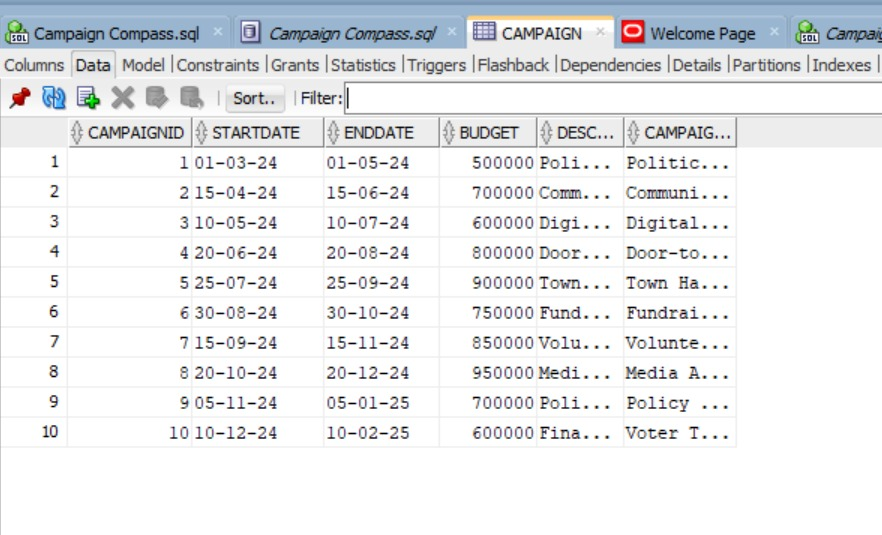 Campaign Compass.sql × Campaign Compass.sql × CAMPAIGN × Welcome Page × Campaig
Columns Data Model |Constraints |Grants |Statistics |Triggers |Flashback |Dependencies |Details |Partitions |Indexes |
Sort.. Filter:
CAMPAIGNID STARTDATE ENDDATE BUDGET DESC... CAMPAIG...
1 1 01-03-24 01-05-24 500000 Poli... Politic...
2 2 15-04-24 15-06-24 700000 Comm... Communi...
3 3 10-05-24 10-07-24 600000 Digi... Digital...
4 4 20-06-24 20-08-24 800000 Door... Door-to...
5 5 25-07-24 25-09-24 900000 Town... Town Ha...
6 6 30-08-24 30-10-24 750000 Fund... Fundrai...
7 7 15-09-24 15-11-24 850000 Volu... Volunte...
8 8 20-10-24 20-12-24 950000 Medi... Media A...
9 9 05-11-24 05-01-25 700000 Poli... Policy ...
10 10 10-12-24 10-02-25 600000 Fina... Voter T...